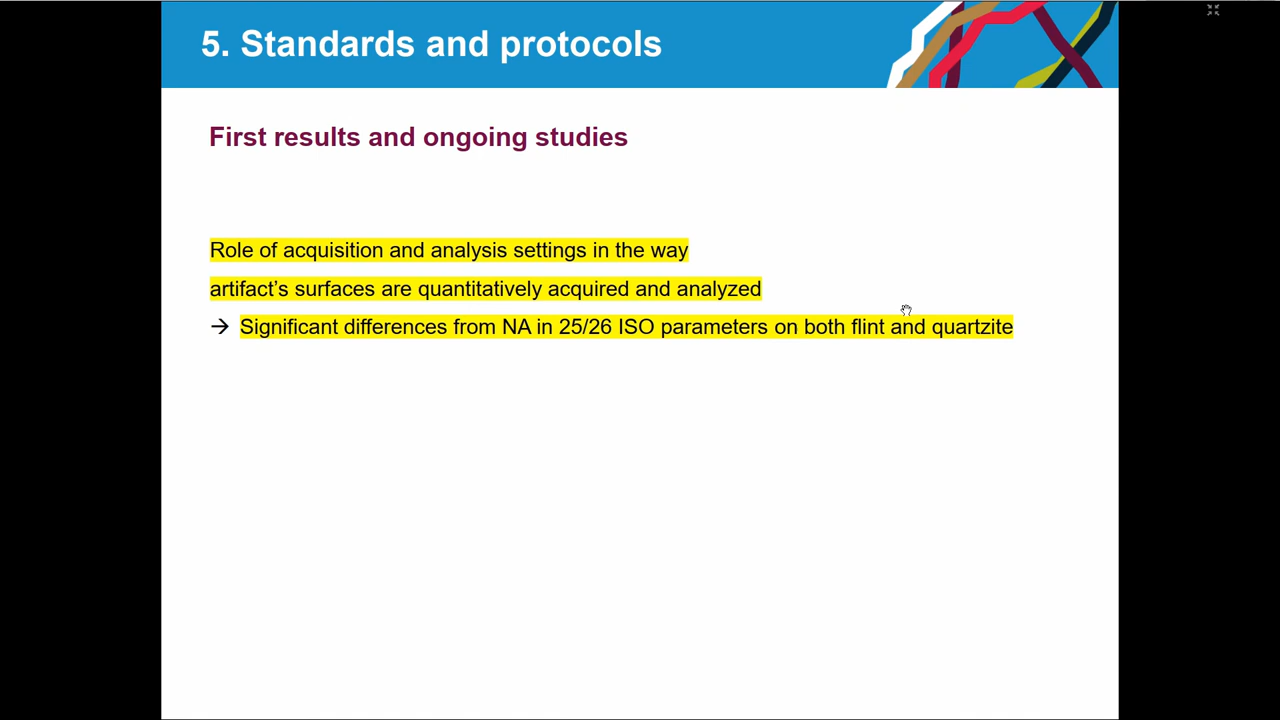 5. Standards and protocols
First results and ongoing studies
Role of acquisition and analysis settings in the way
artifact’s surfaces are quantitatively acquired and analyzed
→ Significant differences from NA in 25/26 ISO parameters on both flint and quartzite